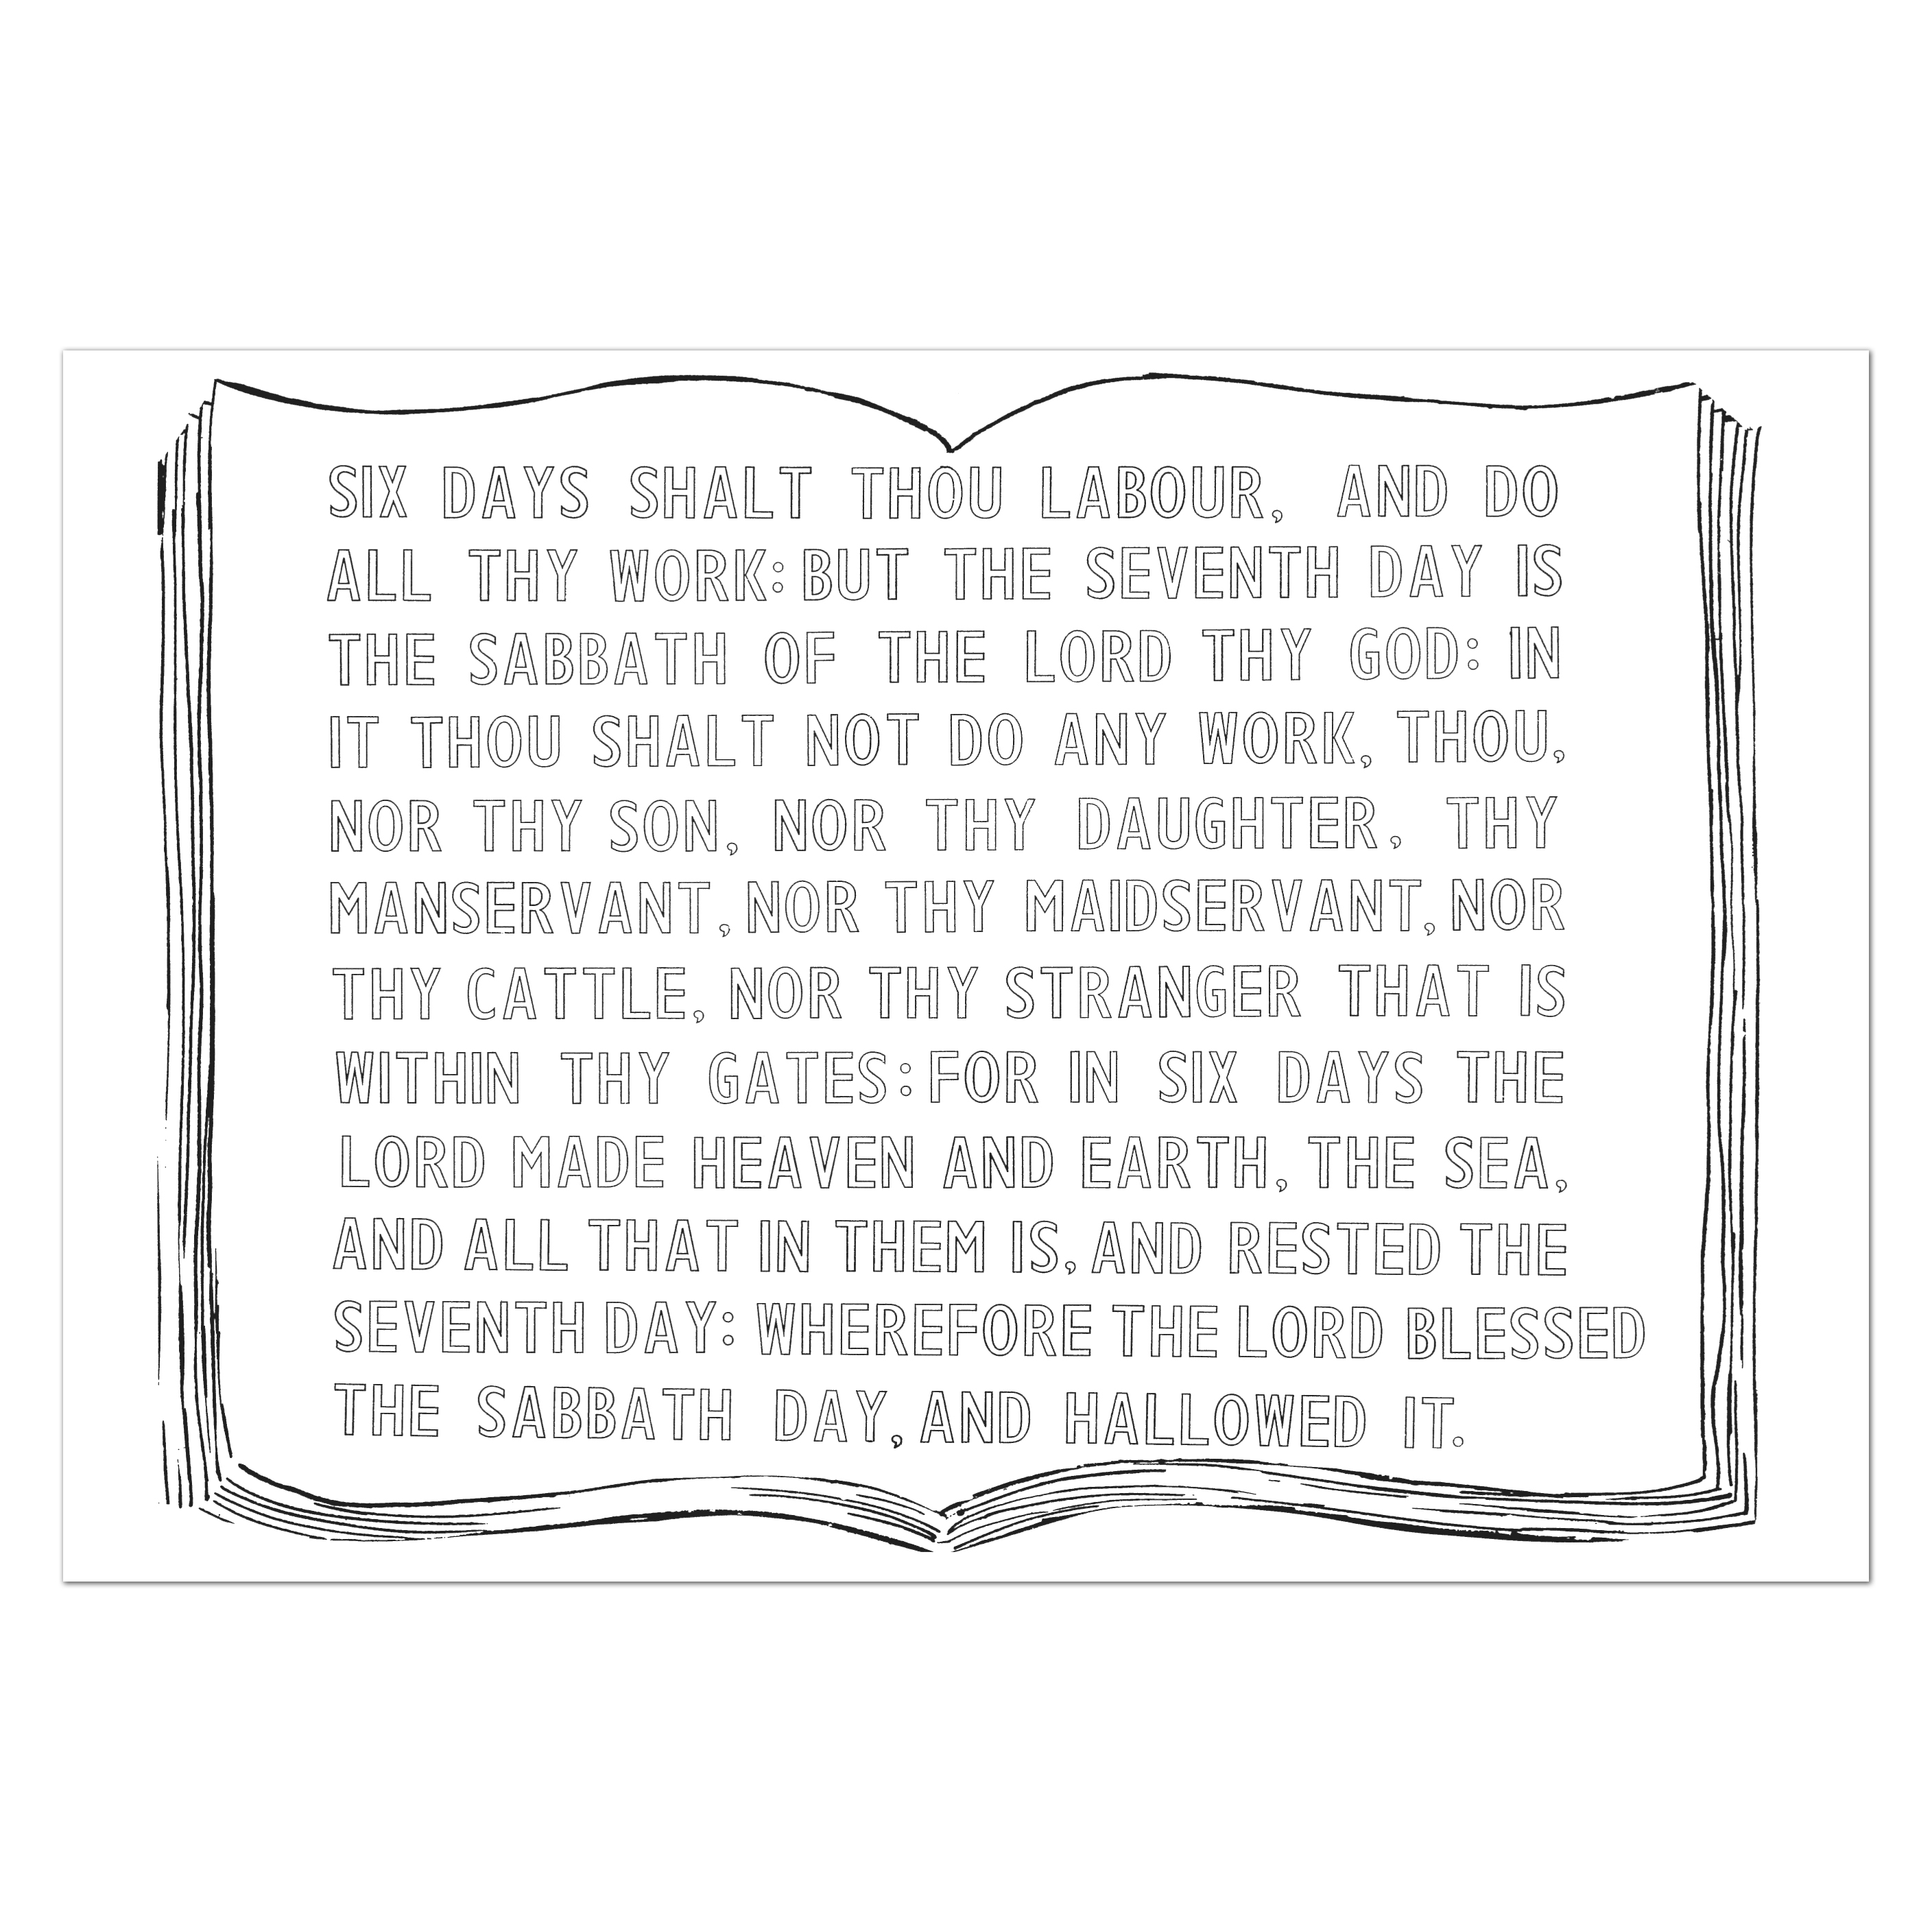 SIX DAYS SHALT THOU LABOUR, AND DO
ALL THY WORK: BUT THE SEVENTH DAY IS
THE SABBATH OF THE LORD THY GOD: IN
IT THOU SHALT NOT DO ANY WORK, THOU,
NOR THY SON, NOR THY DAUGHTER, THY
MANSERVANT, NOR THY MAIDSERVANT, NOR
THY CATTLE, NOR THY STRANGER THAT IS
WITHIN THY GATES: FOR IN SIX DAYS THE
LORD MADE HEAVEN AND EARTH, THE SEA,
AND ALL THAT IN THEM IS, AND RESTED THE
SEVENTH DAY: WHEREFORE THE LORD BLESSED
THE SABBATH DAY, AND HALLOWED IT.